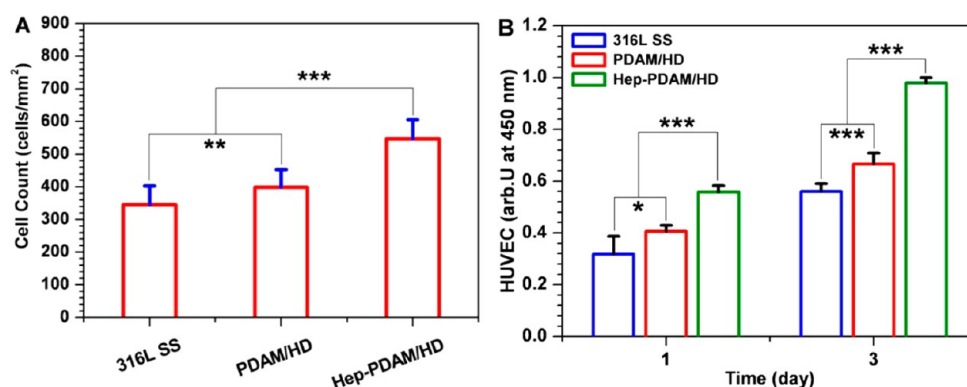 A
Cell Count (cells/mm²)
900
800
700
600
500
400
300
200
100
0
**
***
316L SS
PDAM/HD
Hep-PDAM/HD
B
HUVEC (arb.U at 450 nm)
1.2
1.0
0.8
0.6
0.4
0.2
0.0
316L SS
PDAM/HD
Hep-PDAM/HD
*
***
***
***
1
3
Time (day)